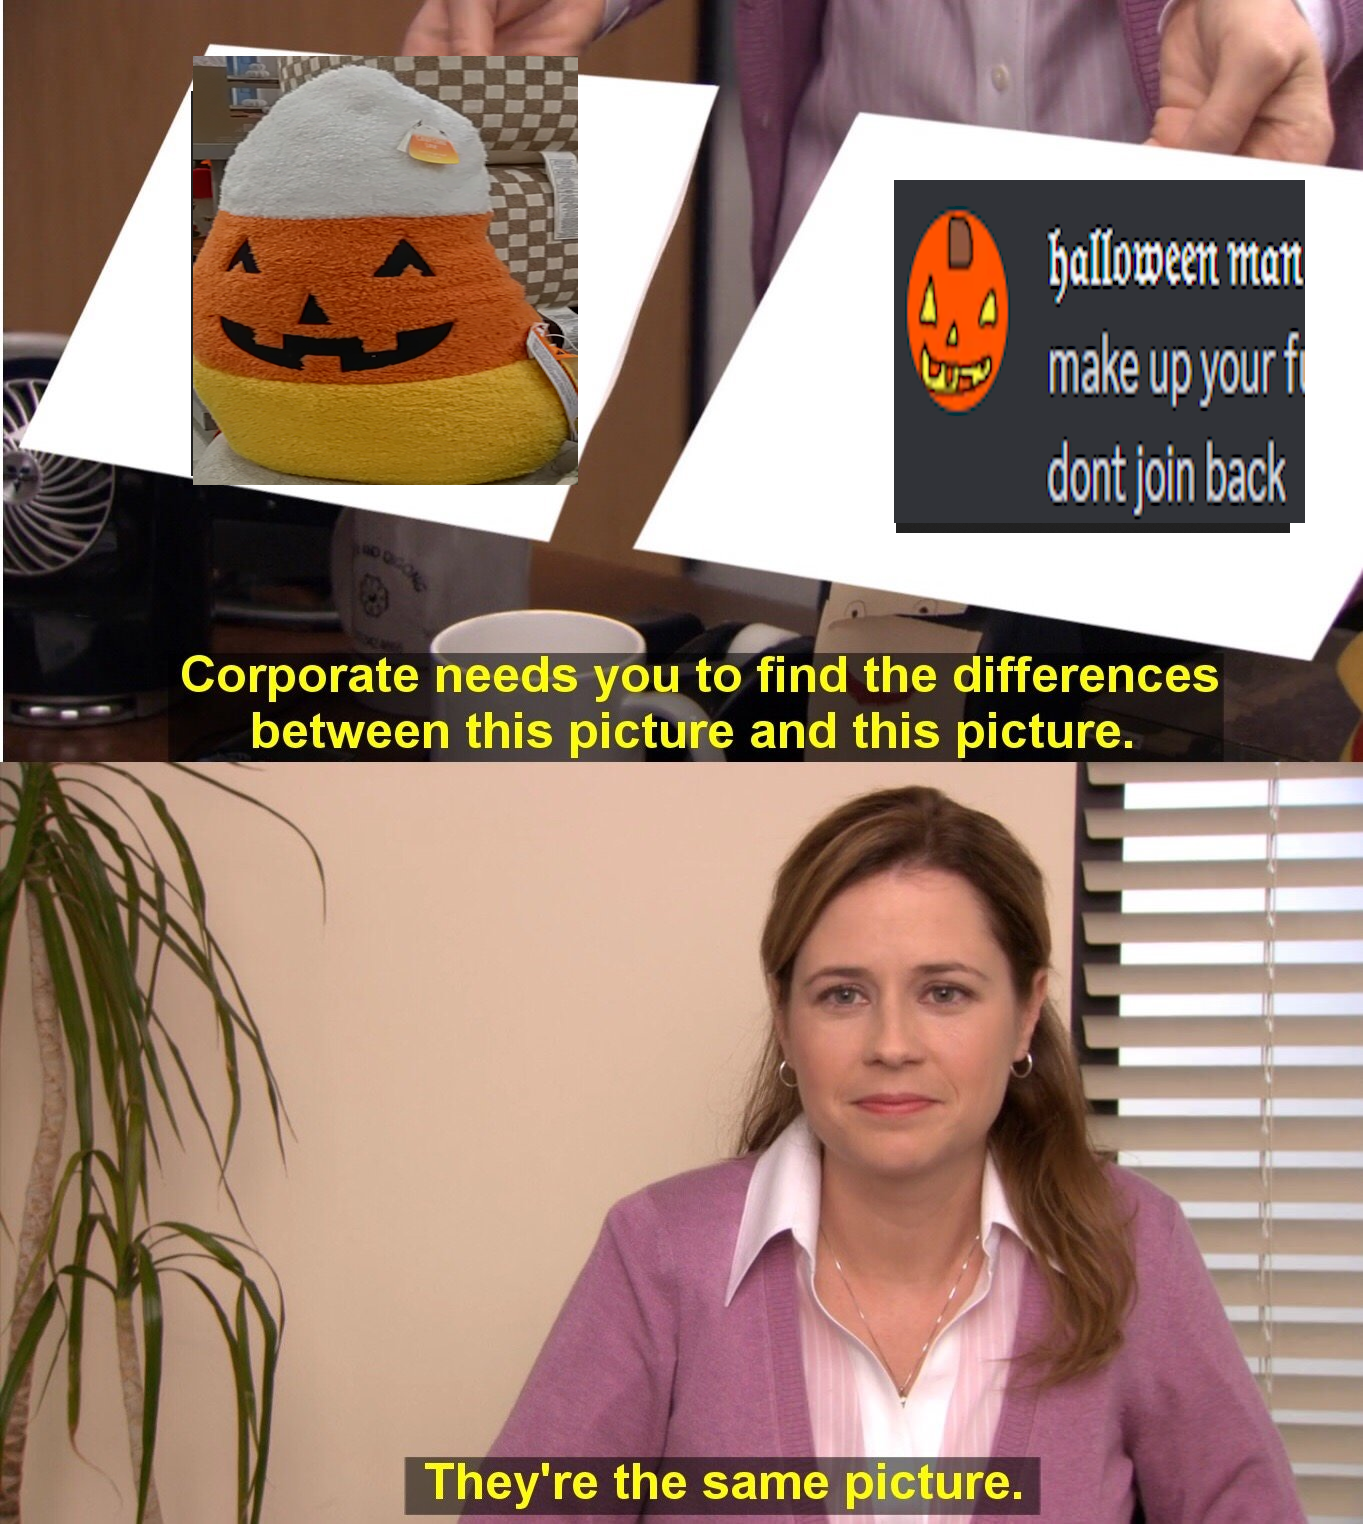 halloween man
make up your
dont join back
Corporate needs you to find the differences
between this picture and this picture.
They're the same picture.